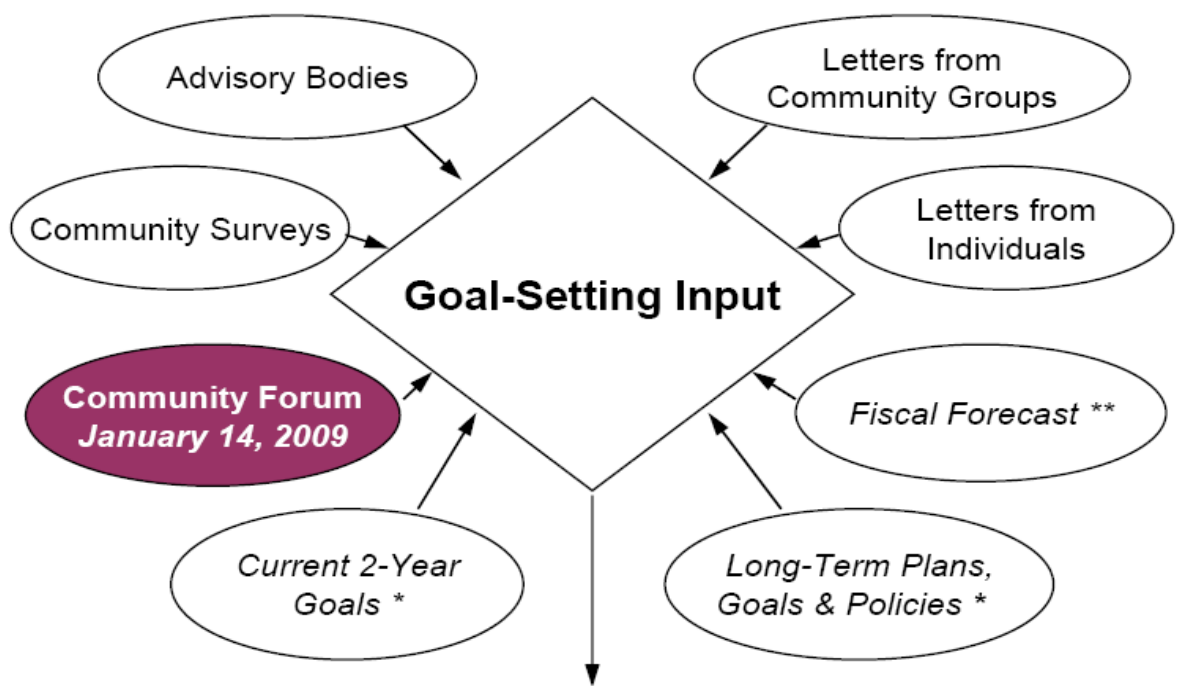 Advisory Bodies
Letters from
Community Groups
Community Surveys
Letters from
Individuals
Goal-Setting Input
Community Forum
January 14, 2009
Fiscal Forecast **
Current 2-Year
Goals *
Long-Term Plans,
Goals & Policies *